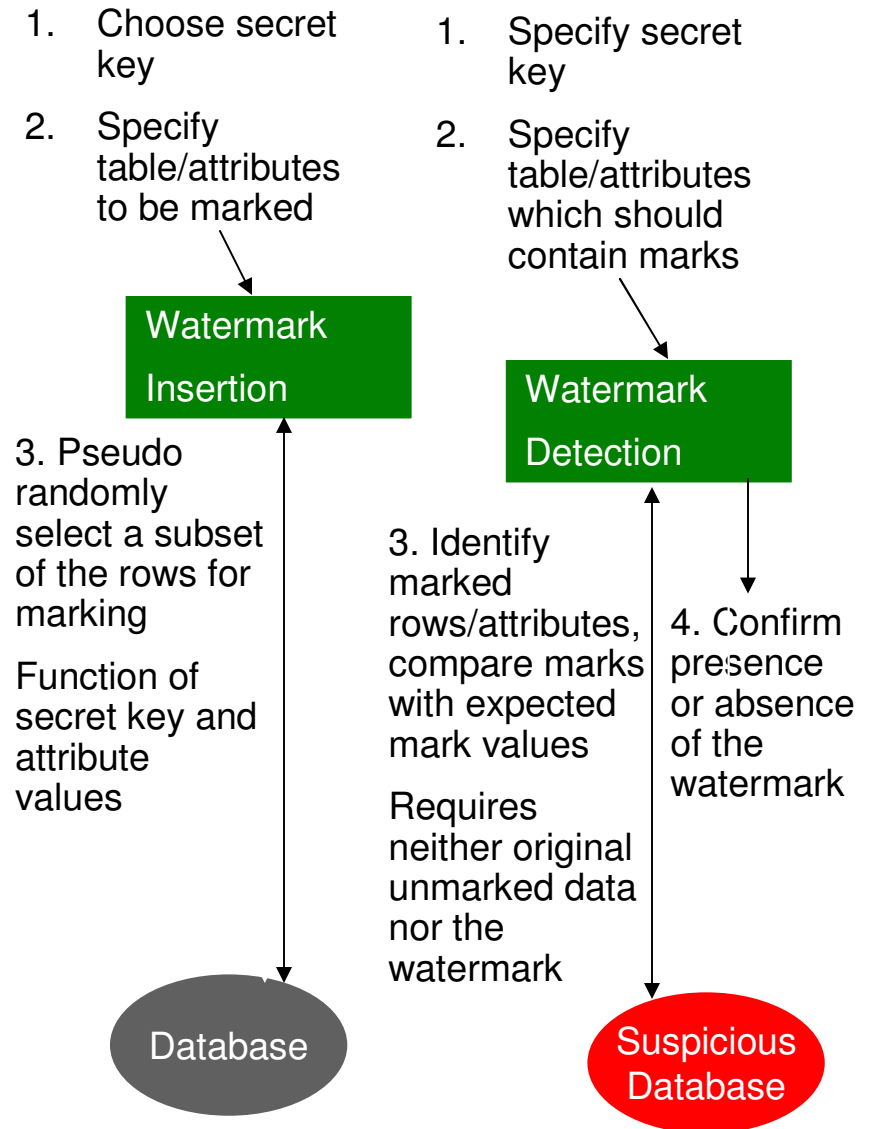 1. Choose secret
key
2. Specify
table/attributes
to be marked
Watermark
Insertion
3. Pseudo
randomly
select a subset
of the rows for
marking
Function of
secret key and
attribute
values
Database
1. Specify secret
key
2. Specify
table/attributes
which should
contain marks
Watermark
Detection
3. Identify
marked
rows/attributes,
compare marks
with expected
mark values
Requires
neither original
unmarked data
nor the
watermark
4. Confirm
presence
or absence
of the
watermark
Suspicious
Database